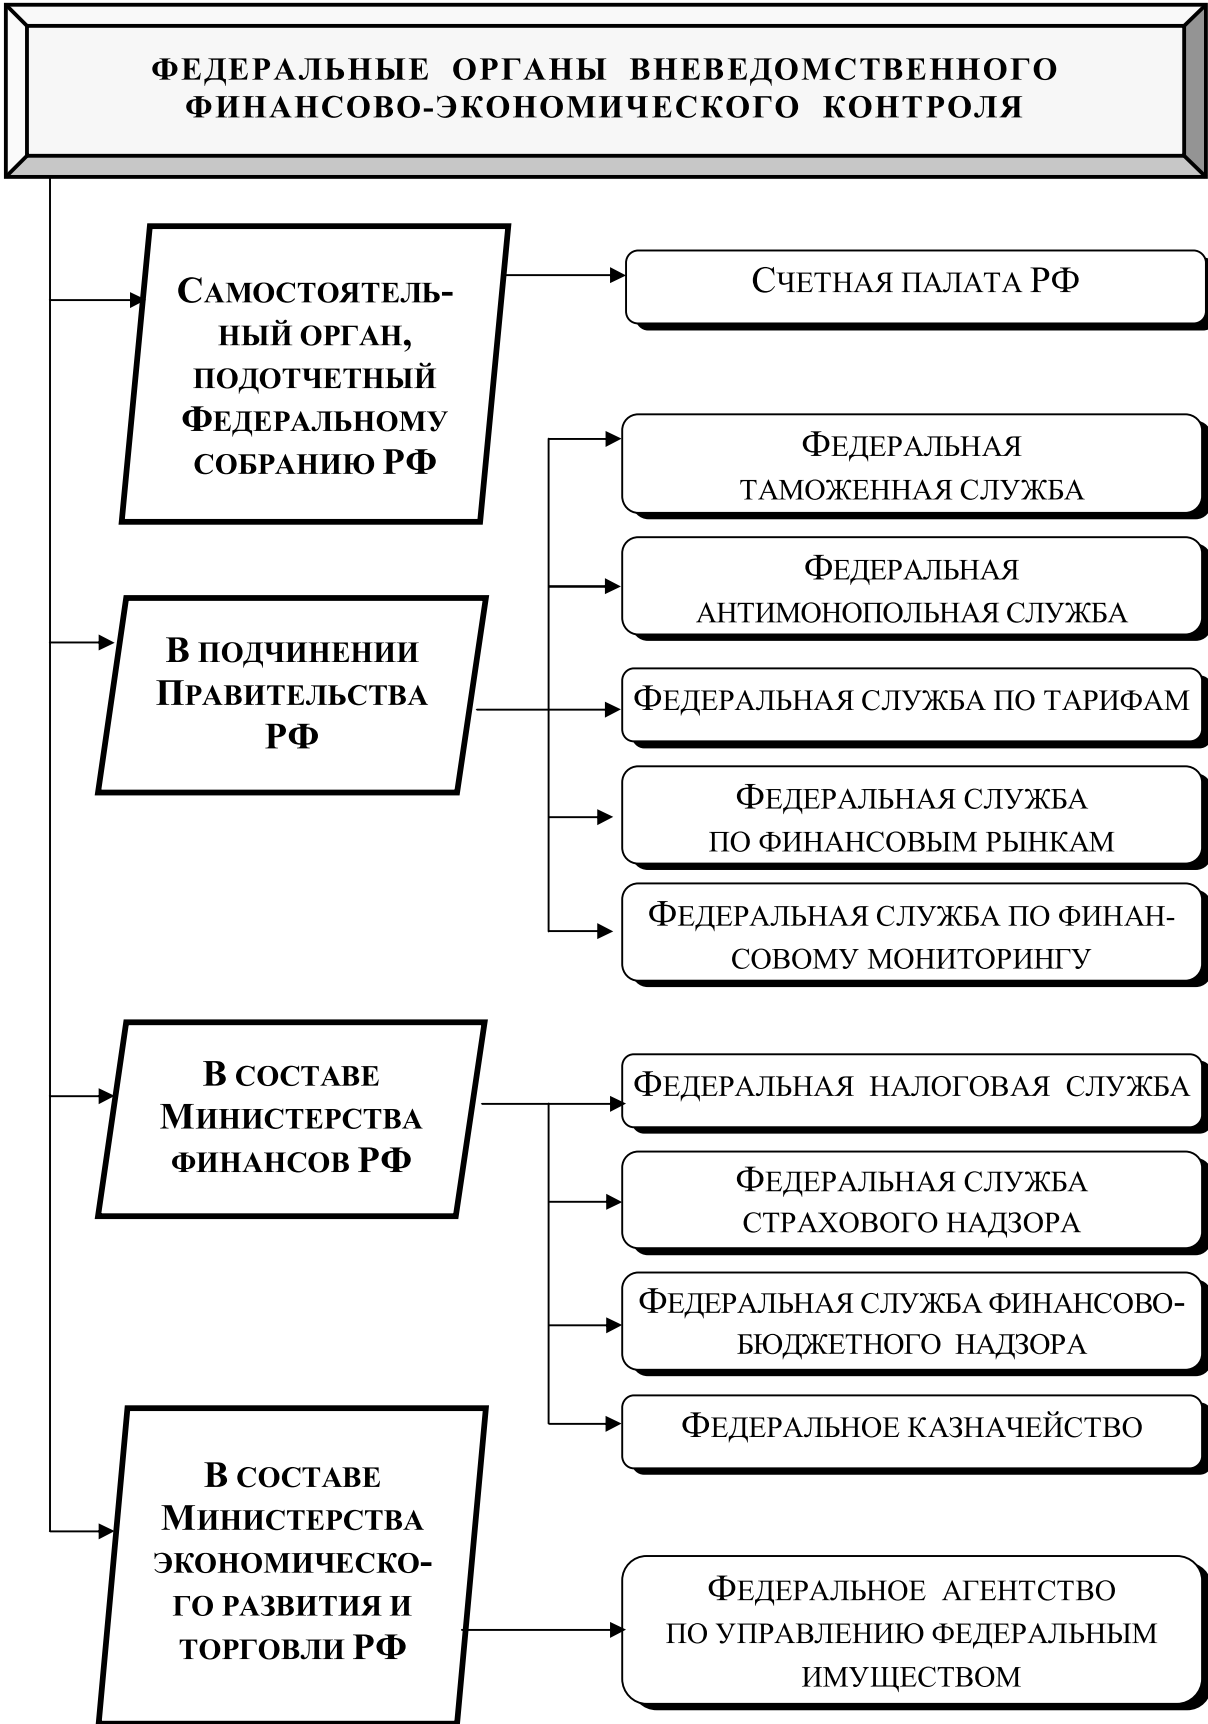 ФЕДЕРАЛЬНЫЕ ОРГАНЫ ВНЕВЕДОМСТВЕННОГО
ФИНАНСОВО-ЭКОНОМИЧЕСКОГО КОНТРОЛЯ
САМОСТОЯТЕЛЬ-
НЫЙ ОРГАН,
ПОДОТЧЕТНЫЙ
ФЕДЕРАЛЬНОМУ
СОБРАНИЮ РФ
СЧЕТНАЯ ПАЛАТА РФ
В ПОДЧИНЕНИИ
ПРАВИТЕЛЬСТВА
РФ
ФЕДЕРАЛЬНАЯ
ТАМОЖЕННАЯ СЛУЖБА
ФЕДЕРАЛЬНАЯ
АНТИМОНОПОЛЬНАЯ СЛУЖБА
ФЕДЕРАЛЬНАЯ СЛУЖБА ПО ТАРИФАМ
ФЕДЕРАЛЬНАЯ СЛУЖБА
ПО ФИНАНСОВЫМ РЫНКАМ
ФЕДЕРАЛЬНАЯ СЛУЖБА ПО ФИНАН-
СОВОМУ МОНИТОРИНГУ
В СОСТАВЕ
МИНИСТЕРСТВА
ФИНАНСОВ РФ
ФЕДЕРАЛЬНАЯ НАЛОГОВАЯ СЛУЖБА
ФЕДЕРАЛЬНАЯ СЛУЖБА
СТРАХОВОГО НАДЗОРА
ФЕДЕРАЛЬНАЯ СЛУЖБА ФИНАНСОВО-
БЮДЖЕТНОГО НАДЗОРА
ФЕДЕРАЛЬНОЕ КАЗНАЧЕЙСТВО
В СОСТАВЕ
МИНИСТЕРСТВА
ЭКОНОМИЧЕСКО-
ГО РАЗВИТИЯ И
ТОРГОВЛИ РФ
ФЕДЕРАЛЬНОЕ АГЕНТСТВО
ПО УПРАВЛЕНИЮ ФЕДЕРАЛЬНЫМ
ИМУЩЕСТВОМ